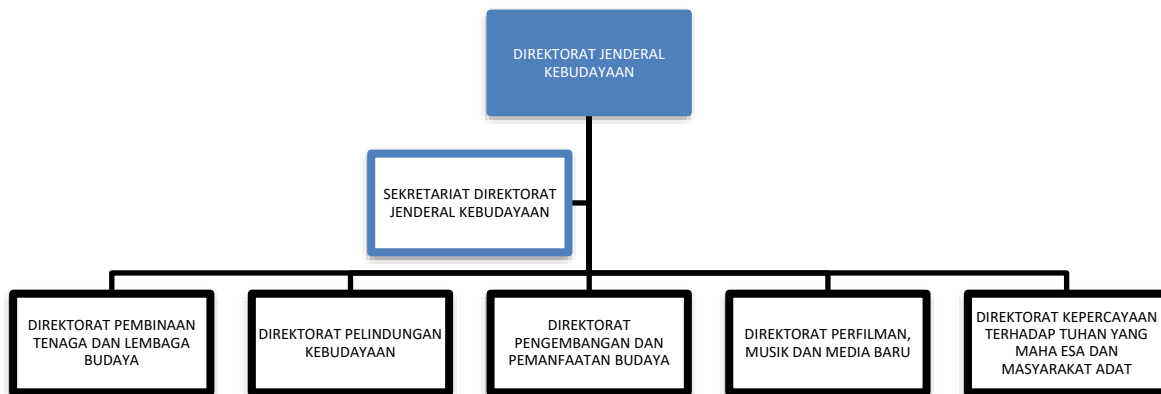 DIREKTORAT JENDERAL
KEBUDAYAAN
SEKRETARIAT DIREKTORAT
JENDERAL KEBUDAYAAN
DIREKTORAT PEMBINAAN
TENAGA DAN LEMBAGA
BUDAYA
DIREKTORAT PELINDUNGAN
KEBUDAYAAN
DIREKTORAT
PENGEMBANGAN DAN
PEMANFAATAN BUDAYA
DIREKTORAT PERFILMAN,
MUSIK DAN MEDIA BARU
DIREKTORAT KEPERCAYAAN
TERHADAP TUHAN YANG
MAHA ESA DAN
MASYARAKAT ADAT